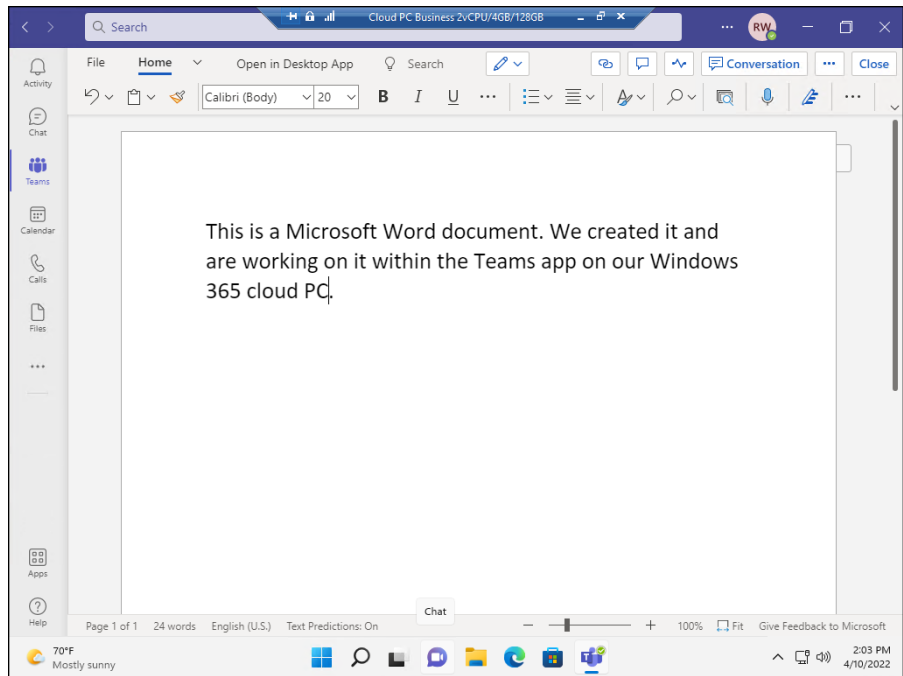 Cloud PC Business 2vCPU/4GB/128GB
Search
RW
File Home Open in Desktop App Search Conversation Close
Calibri (Body) 20 B I U
Activity
Chat
Teams
Calendar
Calls
Files
Apps
Help
This is a Microsoft Word document. We created it and
are working on it within the Teams app on our Windows
365 cloud PC.
Chat
Page 1 of 1 24 words English (U.S.) Text Predictions: On 100% Fit Give Feedback to Microsoft
70°F
Mostly sunny
2:03 PM
4/10/2022